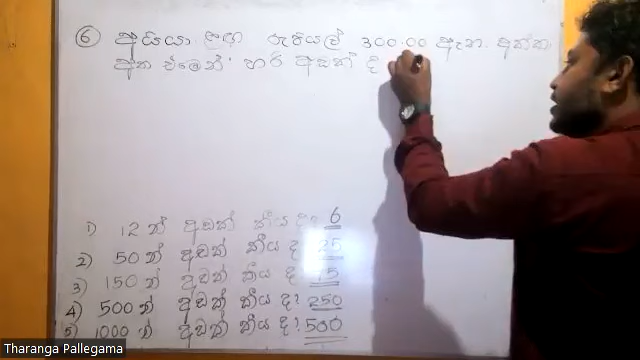 ⑥ අයියා ළඟ රුපියල් 300.00 ඇත. අක්කා
අත එමෙන් හරි අඩක් ද
1) 12 න් අඩක් කීය ද? 6
2) 50 න් අඩක් කීය ද 25
3) 150 න් අඩක් කීය ද 75
4) 500 න් අඩක් කීය ද? 250
5) 1000 න් අඩක් කීය ද? 500
Tharanga Pallegama